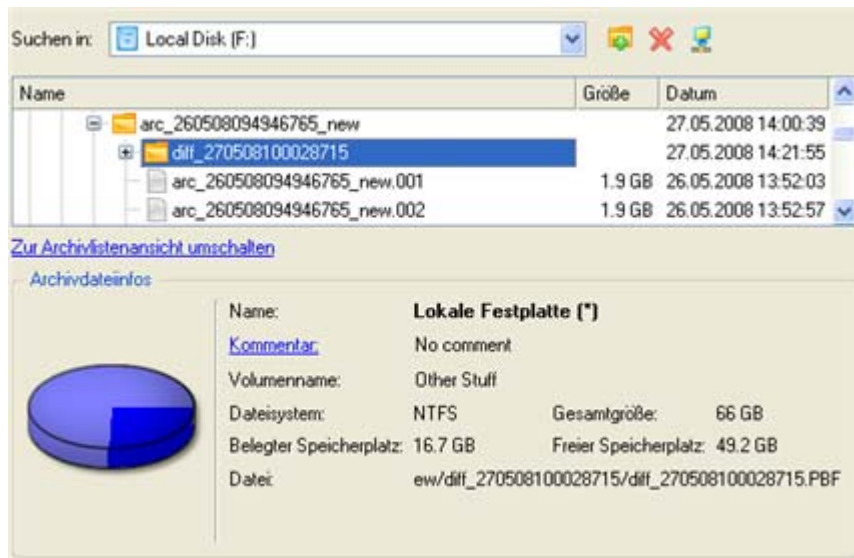 Suchen in: Local Disk (F:)
Name Größe Datum
arc_260508094946765_new 27.05.2008 14:00:39
diff_270508100028715 27.05.2008 14:21:55
arc_260508094946765_new.001 1.9 GB 26.05.2008 13:52:03
arc_260508094946765_new.002 1.9 GB 26.05.2008 13:52:57
Zur Archivlistenansicht umschalten
Archivdateiinfos
Name: Lokale Festplatte (*)
Kommentar: No comment
Volumenname: Other Stuff
Dateisystem: NTFS Gesamtgröße: 66 GB
Belegter Speicherplatz: 16.7 GB Freier Speicherplatz: 49.2 GB
Datei: ew/diff_270508100028715/diff_270508100028715.PBF